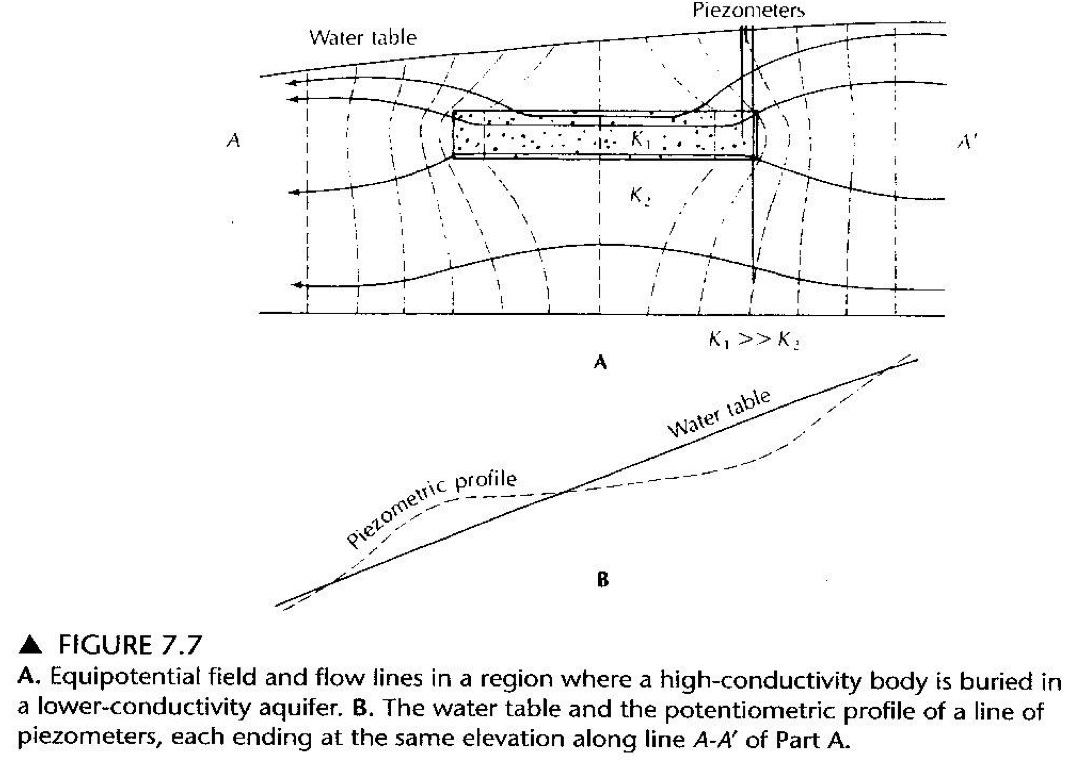 Piezometers
Water table
A
K₁
A'
K₂
K₁ >> K₂
A
Water table
Piezometric profile
B
▲ FIGURE 7.7
A. Equipotential field and flow lines in a region where a high-conductivity body is buried in
a lower-conductivity aquifer. B. The water table and the potentiometric profile of a line of
piezometers, each ending at the same elevation along line A-A' of Part A.